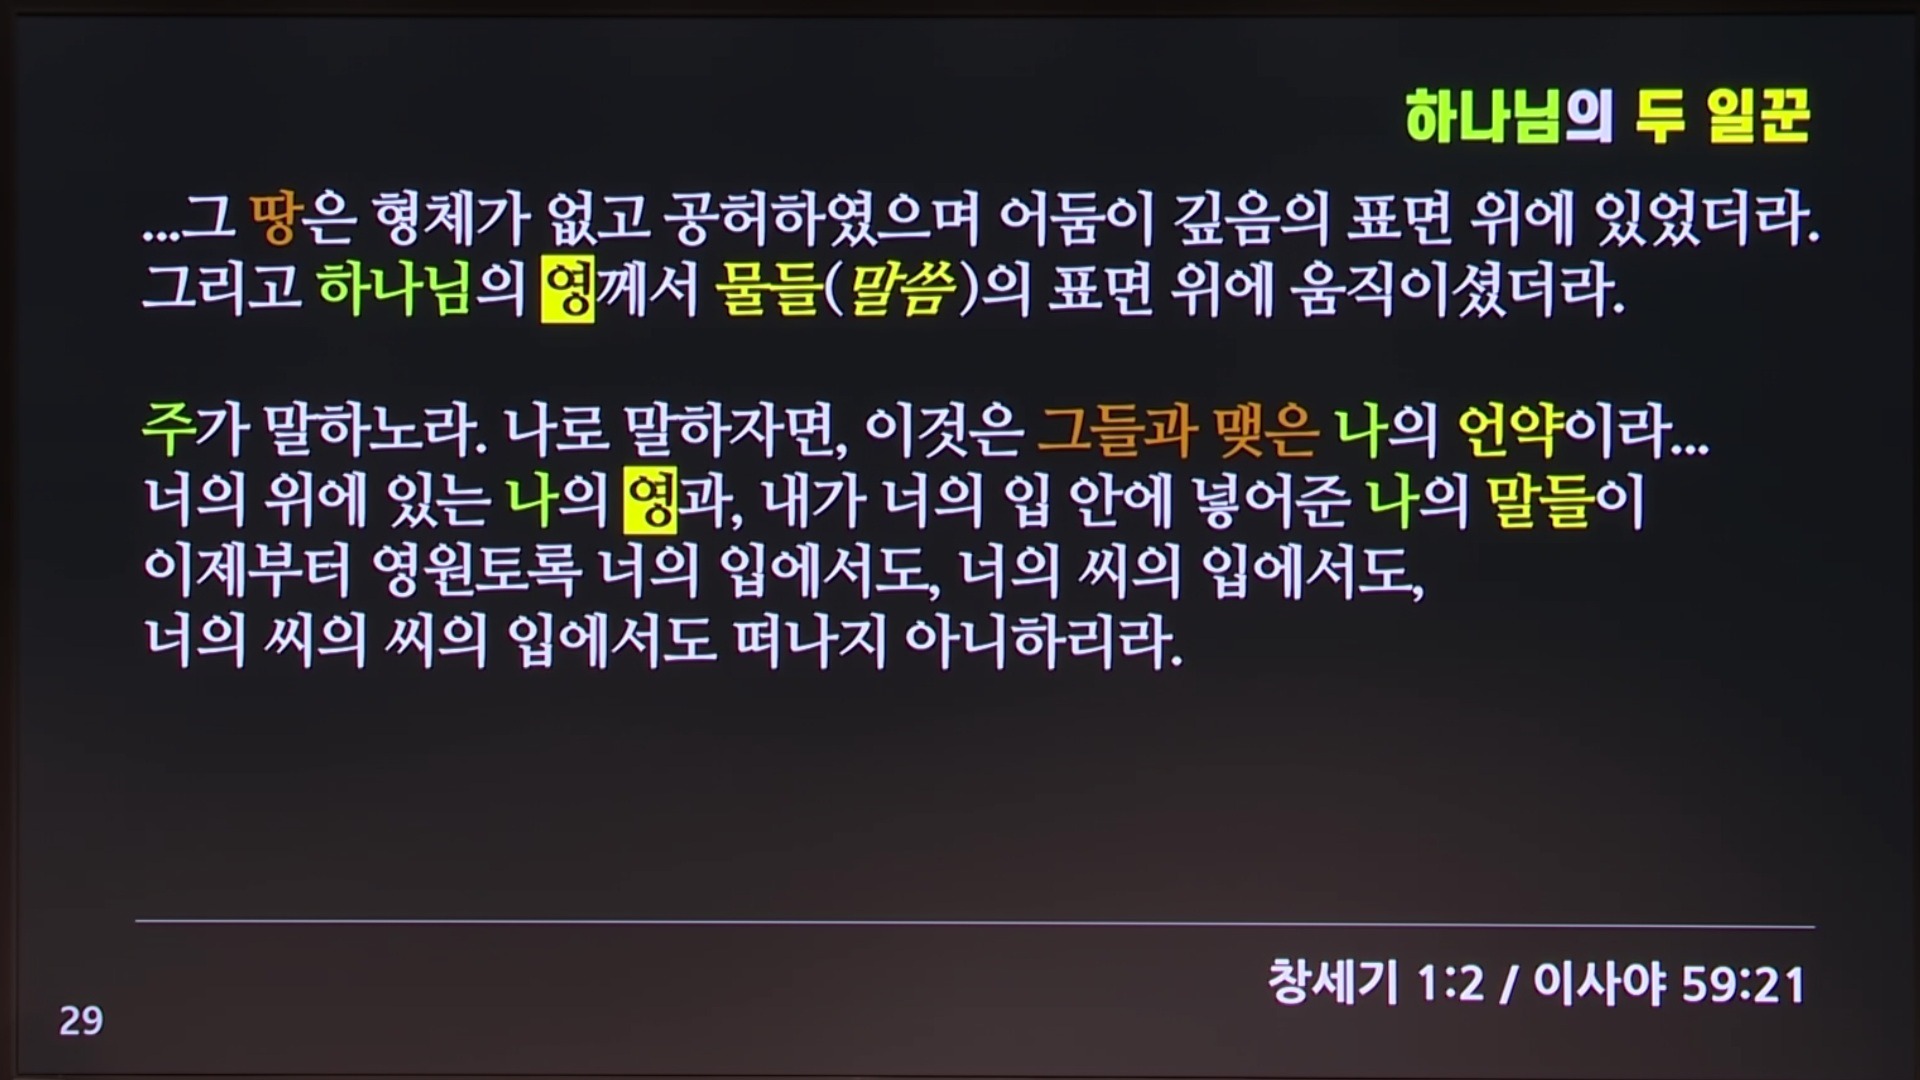 하나님의 두 일꾼
...그 땅은 형체가 없고 공허하였으며 어둠이 깊음의 표면 위에 있었더라.
그리고 하나님의 영께서 물들(말씀)의 표면 위에 움직이셨더라.
주가 말하노라. 나로 말하자면, 이것은 그들과 맺은 나의 언약이라...
너의 위에 있는 나의 영과, 내가 너의 입 안에 넣어준 나의 말들이
이제부터 영원토록 너의 입에서도, 너의 씨의 입에서도,
너의 씨의 씨의 입에서도 떠나지 아니하리라.
창세기 1:2 / 이사야 59:21
29